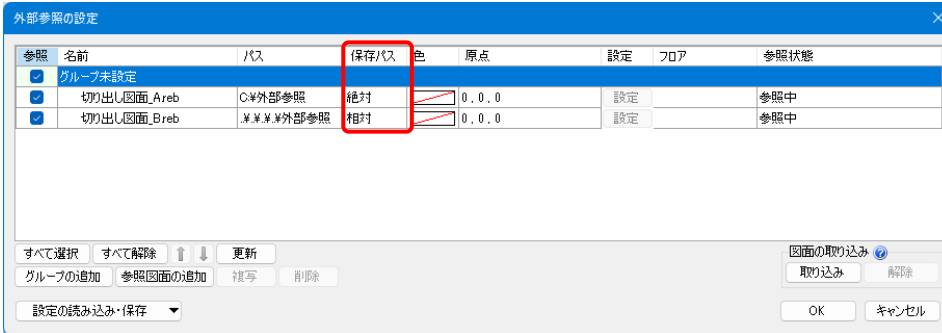 外部参照の設定
参照 名前 パス 保存パス 色 原点 設定 フロア 参照状態
グループ未設定
切り出し図面_Areb C:¥外部参照 絶対 0, 0, 0 設定 参照中
切り出し図面_Breb .¥.¥.¥.¥外部参照 相対 0, 0, 0 設定 参照中
すべて選択 すべて解除 更新 図面の取り込み
グループの追加 参照図面の追加 複写 削除 取り込み 解除
設定の読み込み・保存 OK キャンセル